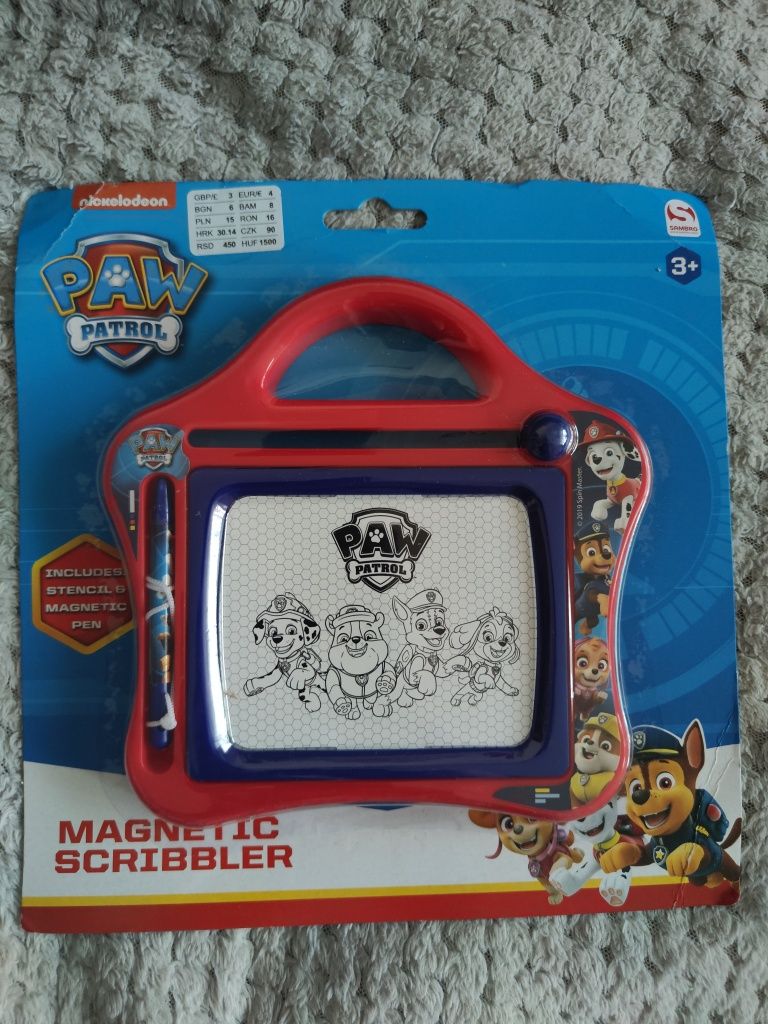 nickelodeon
GBP/£ 3 EUR/€ 4
BGN 6 BAM 8
PLN 15 RON 16
HRK 30.14 CZK 90
RSD 450 HUF 1500
SAMBRO
3+
PAW
PATROL
PAW
PATROL
© 2019 Spin Master.
PAW
PATROL
INCLUDES:
STENCIL &
MAGNETIC
PEN
MAGNETIC
SCRIBBLER